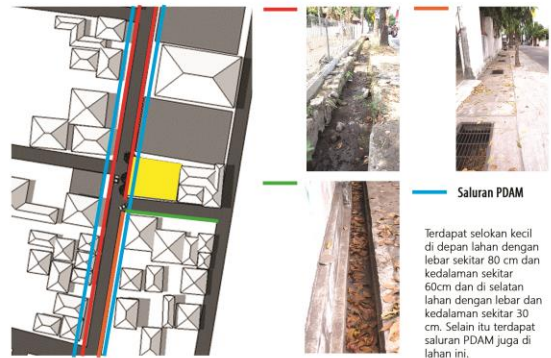 Saluran PDAM
Terdapat selokan kecil
di depan lahan dengan
lebar sekitar 80 cm dan
kedalaman sekitar
60cm dan di selatan
lahan dengan lebar dan
kedalaman sekitar 30
cm. Selain itu terdapat
saluran PDAM juga di
lahan ini.